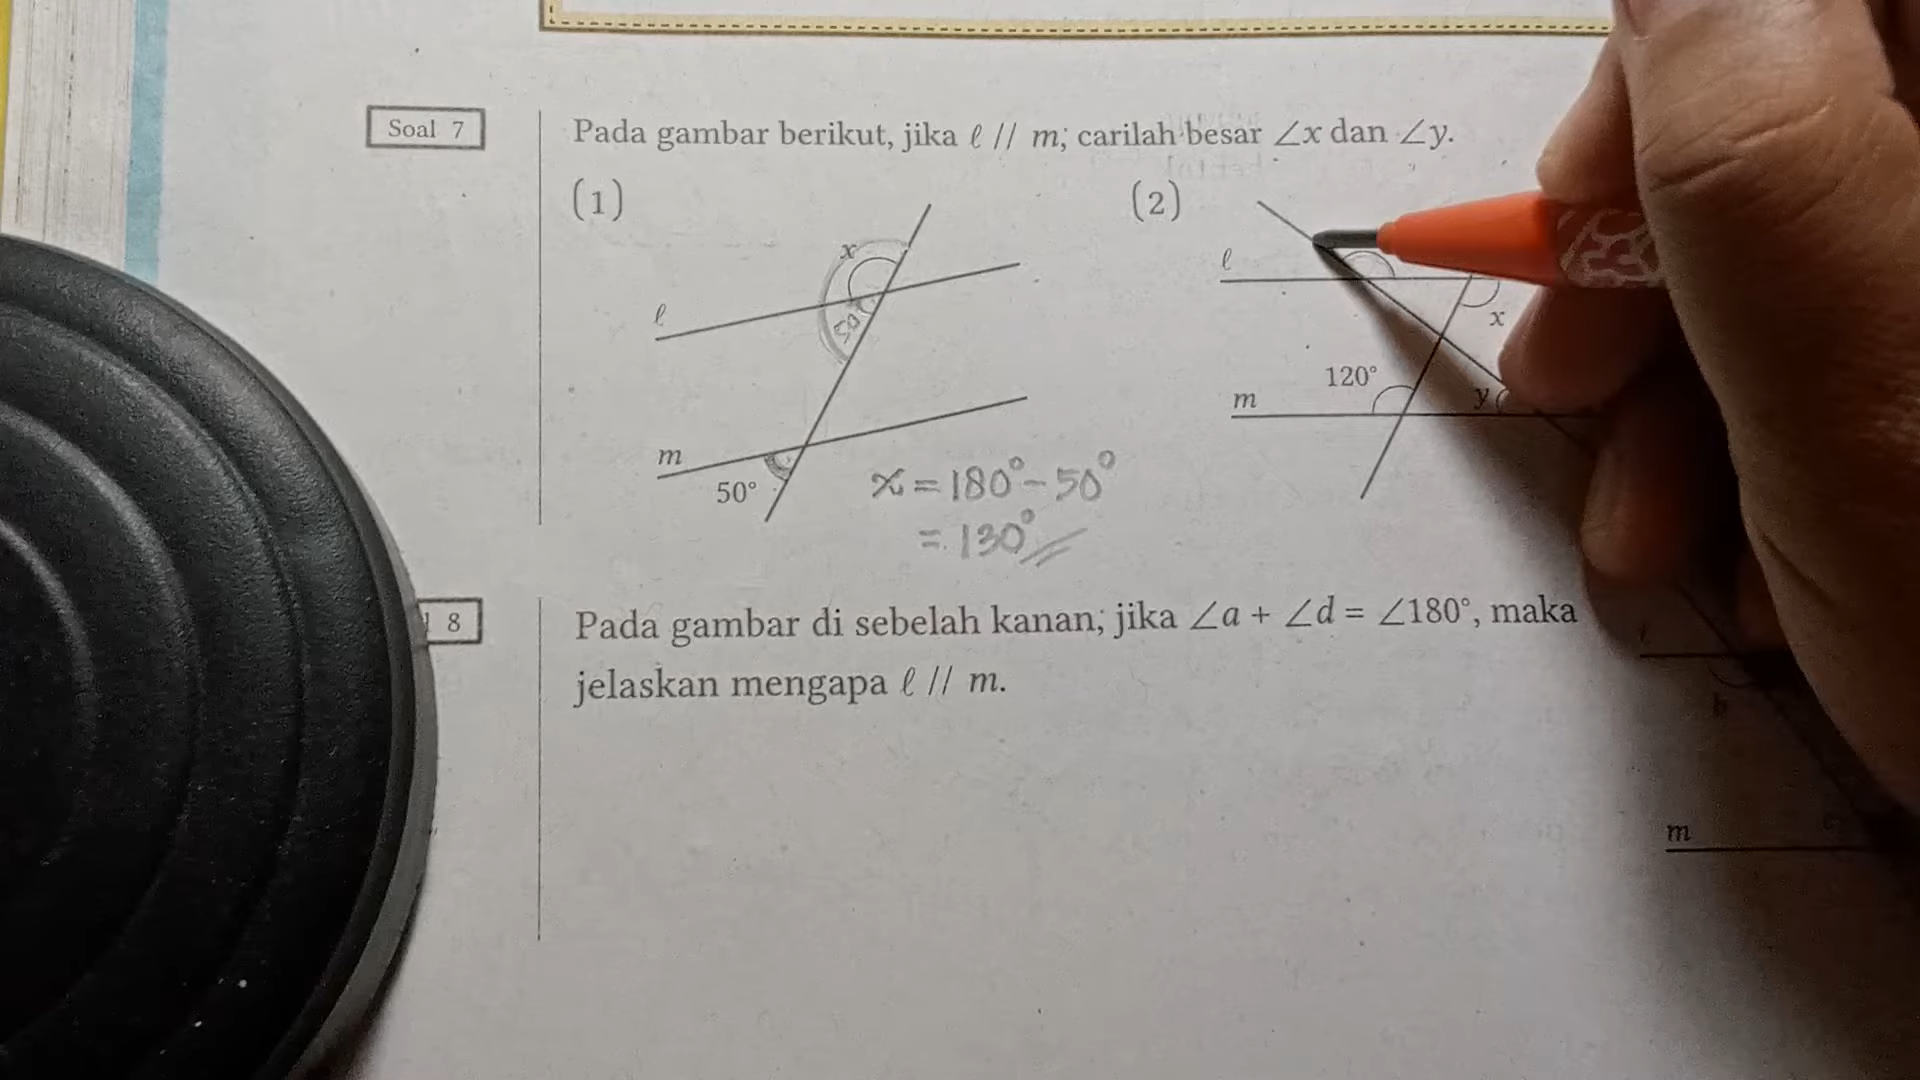 Soal 7
Pada gambar berikut, jika ℓ // m; carilah besar ∠x dan ∠y.
(1)
(2)
x
ℓ
50
m
50°
x = 180° - 50°
= 130°
ℓ
x
120°
m
y
8
Pada gambar di sebelah kanan; jika ∠a + ∠d = ∠180°, maka
jelaskan mengapa ℓ // m.
b
m